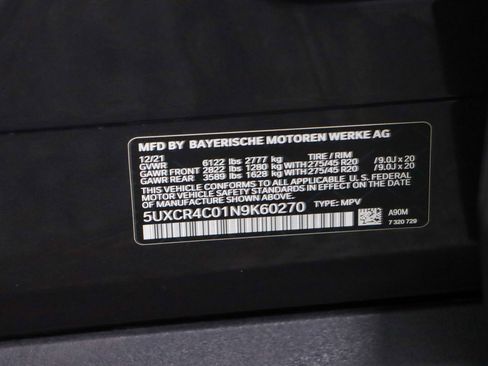 MFD BY BAYERISCHE MOTOREN WERKE AG
12/21 TIRE / RIM
GVWR 6122 lbs 2777 kg
GAWR FRONT 2822 lbs 1280 kg WITH 275/45 R20 /9.0J x 20
GAWR REAR 3589 lbs 1628 kg WITH 275/45 R20 /9.0J x 20
THIS VEHICLE CONFORMS TO ALL APPLICABLE U.S. FEDERAL
MOTOR VEHICLE SAFETY STANDARDS IN EFFECT ON THE DATE
OF MANUFACTURE SHOWN ABOVE.
5UXCR4C01N9K60270 TYPE: MPV
A90M
7 320 729